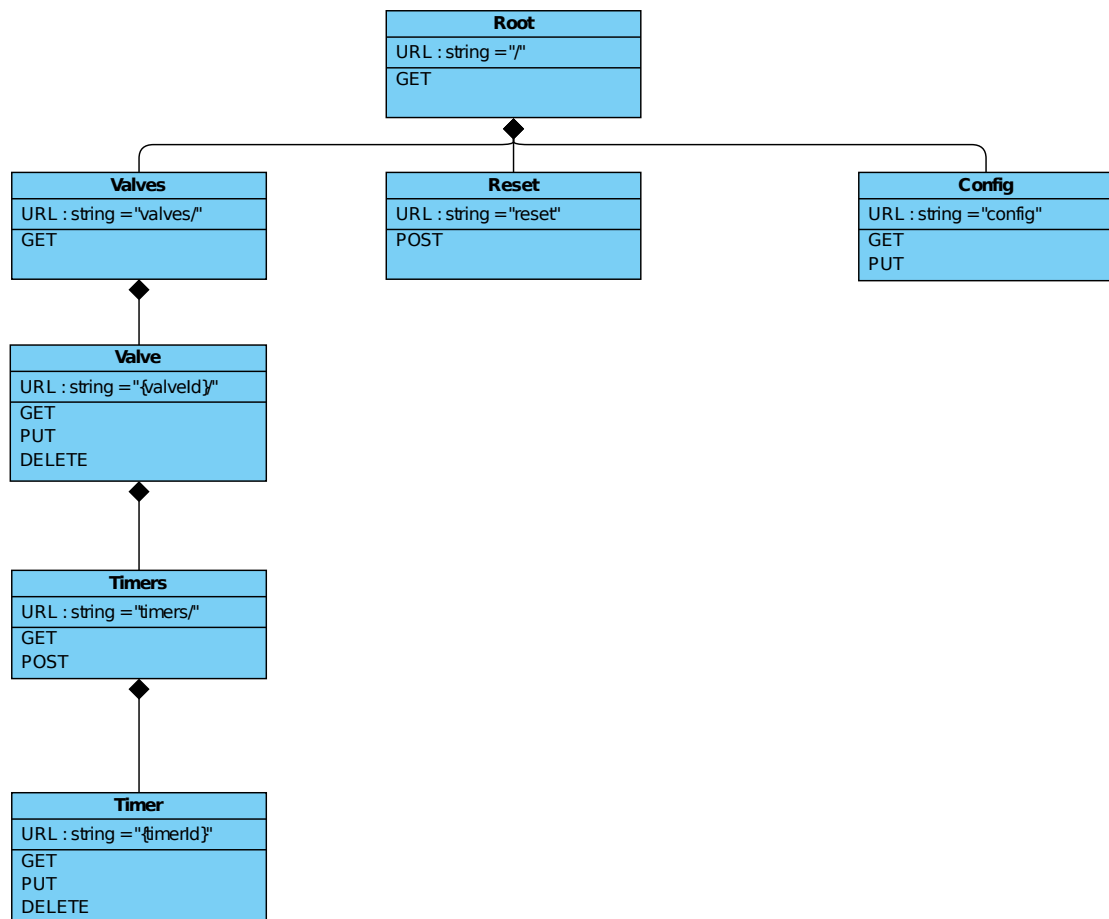 Root
URL : string = "/"
GET
Valves
URL : string = "valves/"
GET
Reset
URL : string = "reset"
POST
Config
URL : string = "config"
GET
PUT
Valve
URL : string = "{valveId}/"
GET
PUT
DELETE
Timers
URL : string = "timers/"
GET
POST
Timer
URL : string = "{timerId}"
GET
PUT
DELETE